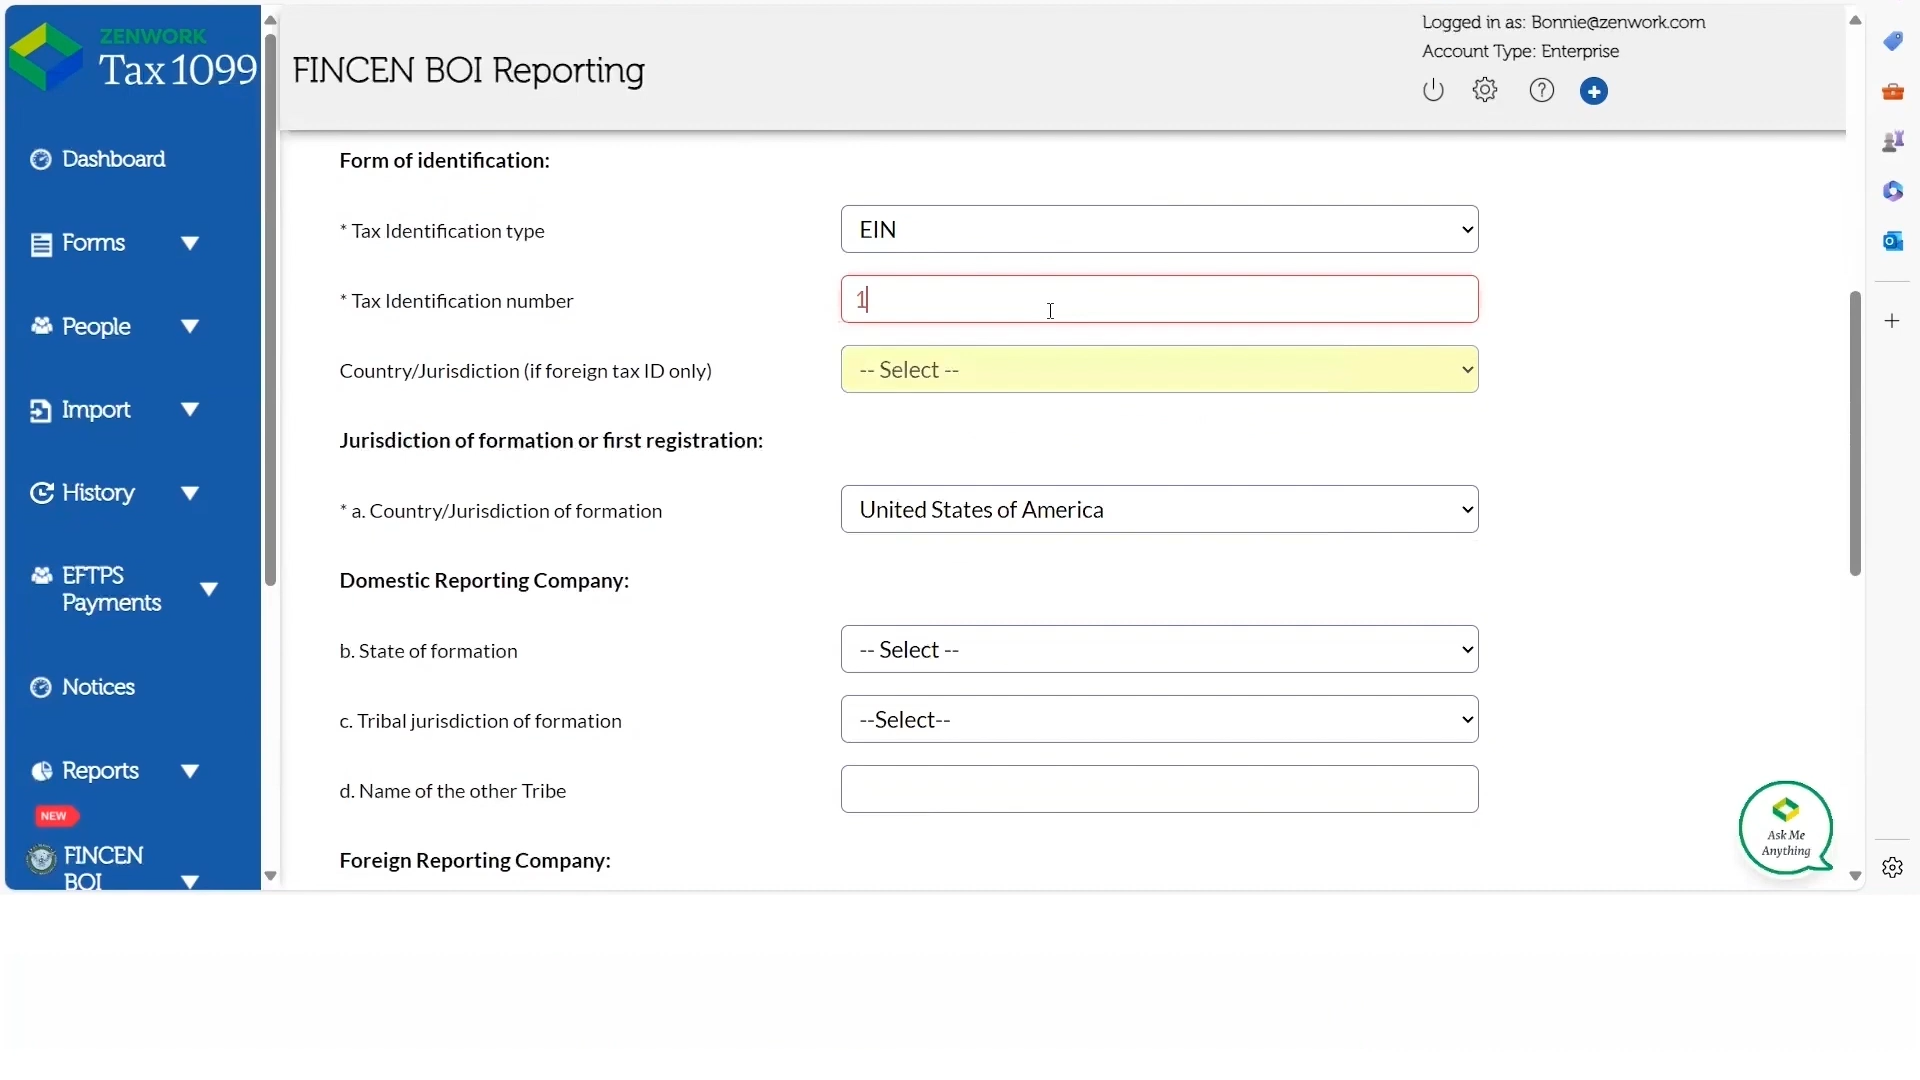 ZENWORK
Tax1099
Dashboard
Forms
People
Import
History
EFTPS
Payments
Notices
Reports
NEW
FINCEN
BOI
FINCEN BOI Reporting
Logged in as: Bonnie@zenwork.com
Account Type: Enterprise
Form of identification:
* Tax Identification type
EIN
* Tax Identification number
1
Country/Jurisdiction (if foreign tax ID only)
-- Select --
Jurisdiction of formation or first registration:
* a. Country/Jurisdiction of formation
United States of America
Domestic Reporting Company:
b. State of formation
-- Select --
c. Tribal jurisdiction of formation
--Select--
d. Name of the other Tribe
Foreign Reporting Company:
Ask Me
Anything